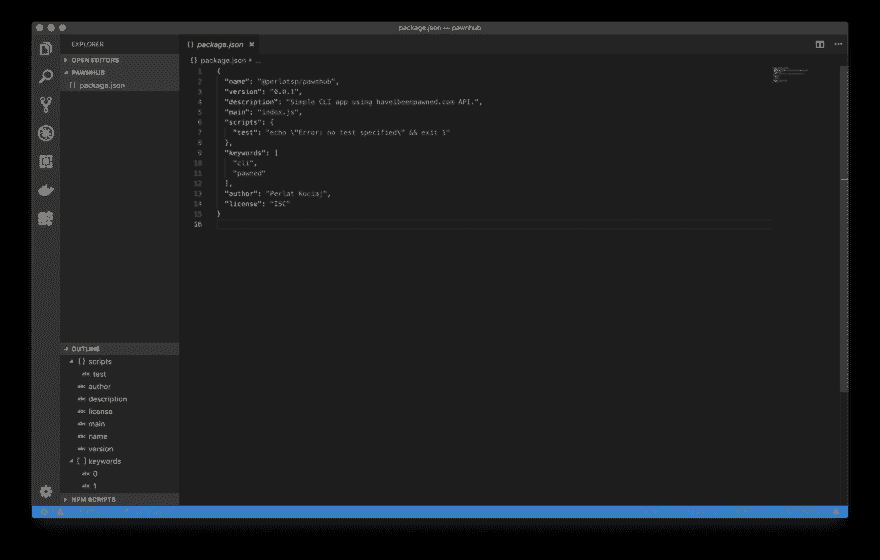 package.json — pawnhub
EXPLORER
OPEN EDITORS
PAWNHUB
{} package.json
{} package.json ×
{} package.json > ...
1 {
2 "name": "@perlatsp/pawnhub",
3 "version": "0.0.1",
4 "description": "Simple CLI app using haveibeenpawned.com API.",
5 "main": "index.js",
6 "scripts": {
7 "test": "echo \"Error: no test specified\" && exit 1"
8 },
9 "keywords": [
10 "cli",
11 "pawned"
12 ],
13 "author": "Perlat Kociaj",
14 "license": "ISC"
15 }
16
OUTLINE
{} scripts
abc test
abc author
abc description
abc license
abc main
abc name
abc version
[ ] keywords
abc 0
abc 1
NPM SCRIPTS